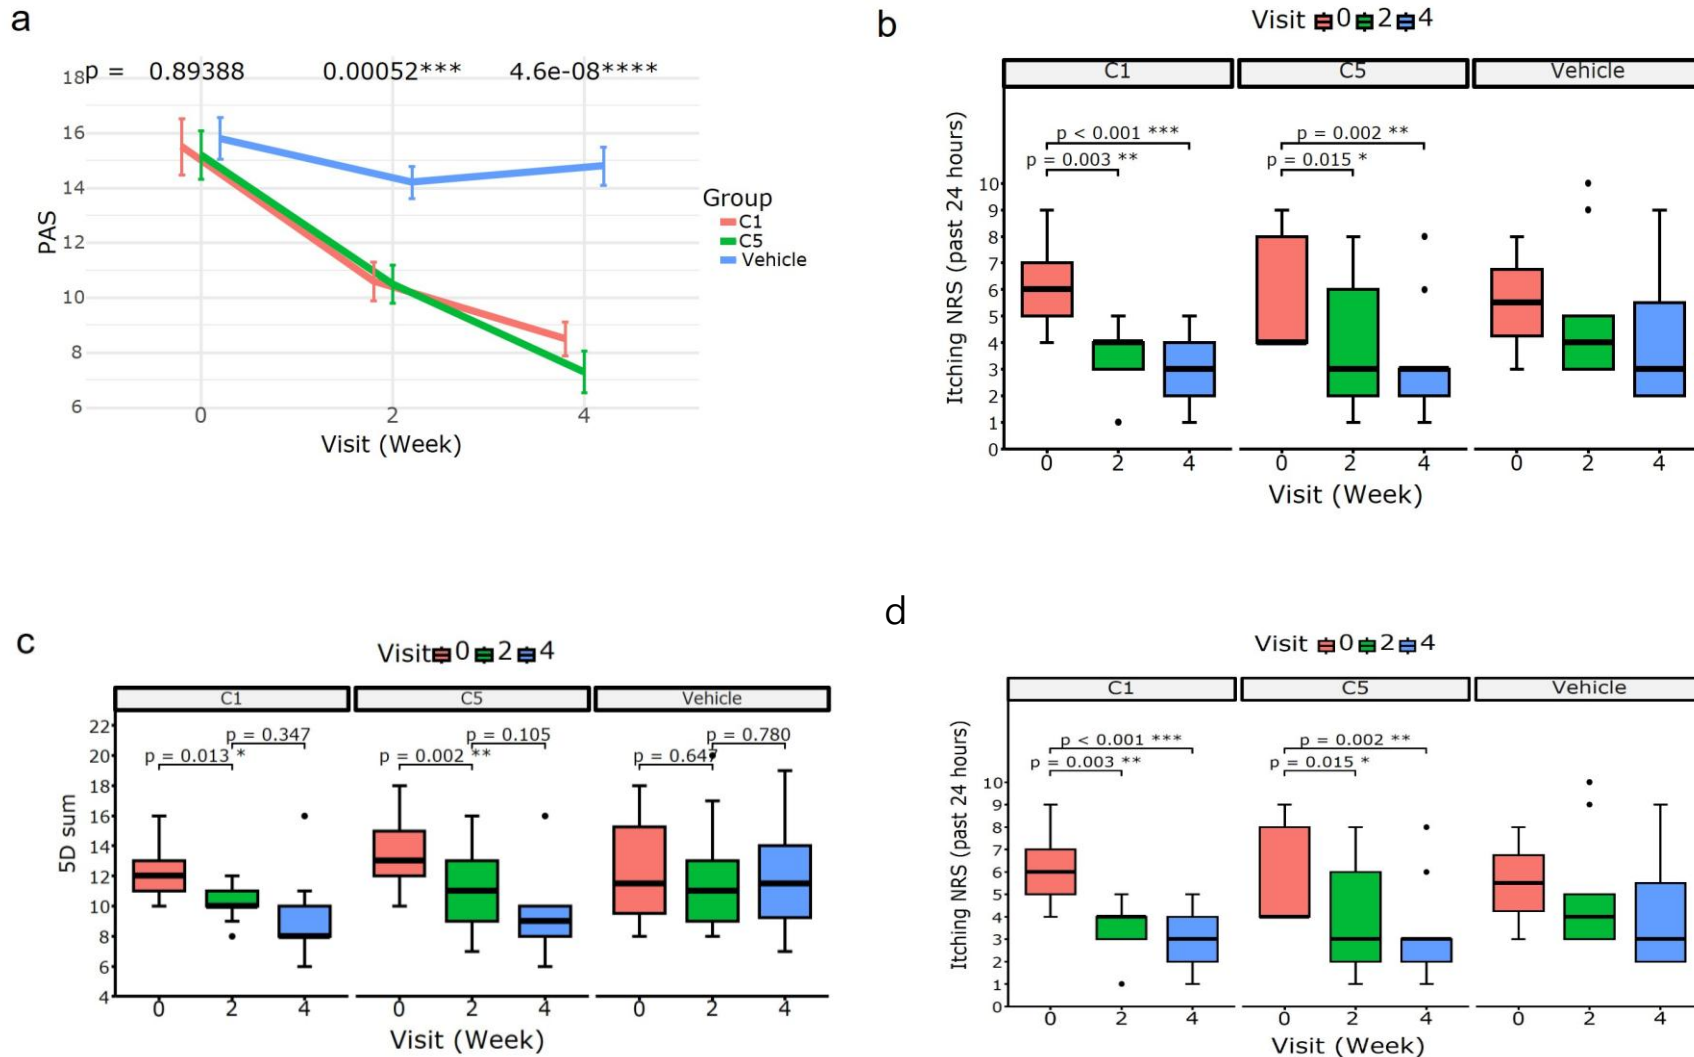 a
p = 0.89388 0.00052*** 4.6e-08****
18
16
14
12
10
8
6
PAS
0 2 4
Visit (Week)
Group
C1
C5
Vehicle
b
Visit 0 2 4
C1 C5 Vehicle
p < 0.001 *** p = 0.002 **
p = 0.003 ** p = 0.015 *
10
9
8
7
6
5
4
3
2
1
0
Itching NRS (past 24 hours)
0 2 4 0 2 4 0 2 4
Visit (Week)
c
Visit 0 2 4
C1 C5 Vehicle
p = 0.347 p = 0.105 p = 0.780
p = 0.013 * p = 0.002 ** p = 0.647
22
20
18
16
14
12
10
8
6
4
5D sum
0 2 4 0 2 4 0 2 4
Visit (Week)
d
Visit 0 2 4
C1 C5 Vehicle
p < 0.001 *** p = 0.002 **
p = 0.003 ** p = 0.015 *
10
9
8
7
6
5
4
3
2
1
0
Itching NRS (past 24 hours)
0 2 4 0 2 4 0 2 4
Visit (Week)